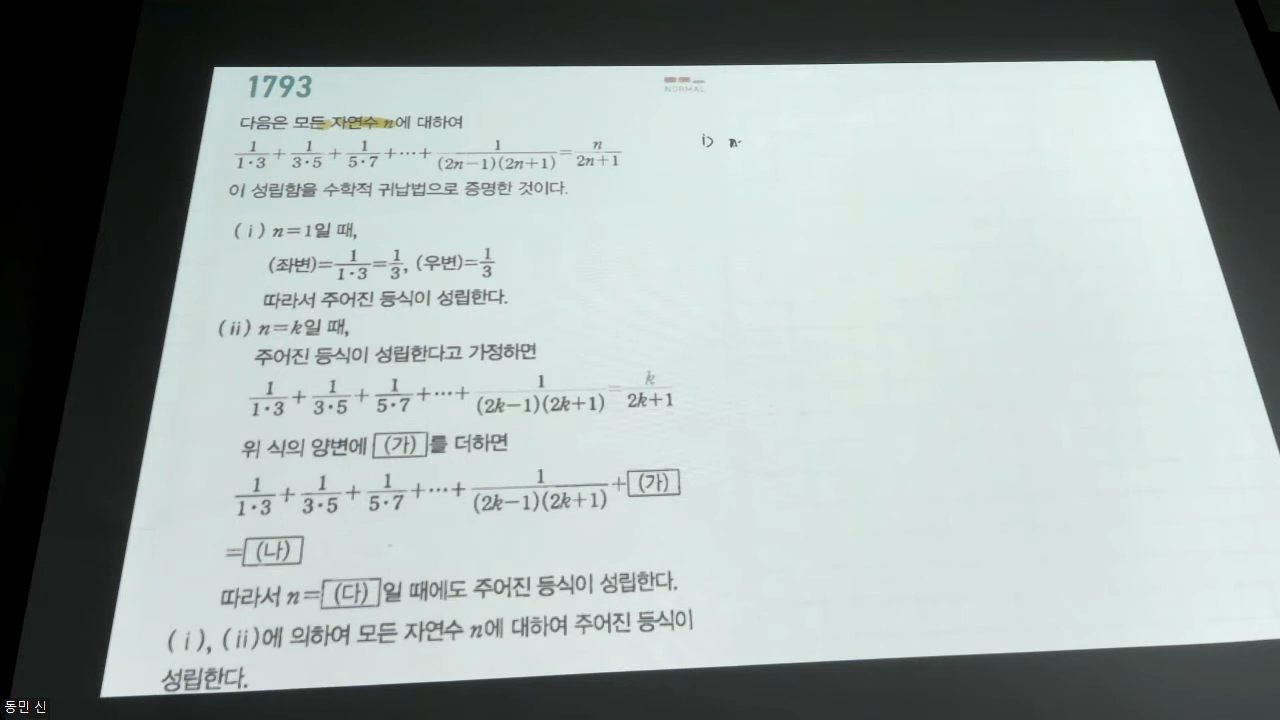 1793
NORMAL
다음은 모든 자연수 n에 대하여
1/(1·3) + 1/(3·5) + 1/(5·7) + ··· + 1/((2n−1)(2n+1)) = n/(2n+1)
i) n
이 성립함을 수학적 귀납법으로 증명한 것이다.
(i) n=1일 때,
(좌변)=1/(1·3)=1/3, (우변)=1/3
따라서 주어진 등식이 성립한다.
(ii) n=k일 때,
주어진 등식이 성립한다고 가정하면
1/(1·3) + 1/(3·5) + 1/(5·7) + ··· + 1/((2k−1)(2k+1)) = k/(2k+1)
위 식의 양변에 (가)를 더하면
1/(1·3) + 1/(3·5) + 1/(5·7) + ··· + 1/((2k−1)(2k+1)) + (가)
= (나)
따라서 n= (다) 일 때에도 주어진 등식이 성립한다.
(i), (ii)에 의하여 모든 자연수 n에 대하여 주어진 등식이
성립한다.
동민 신